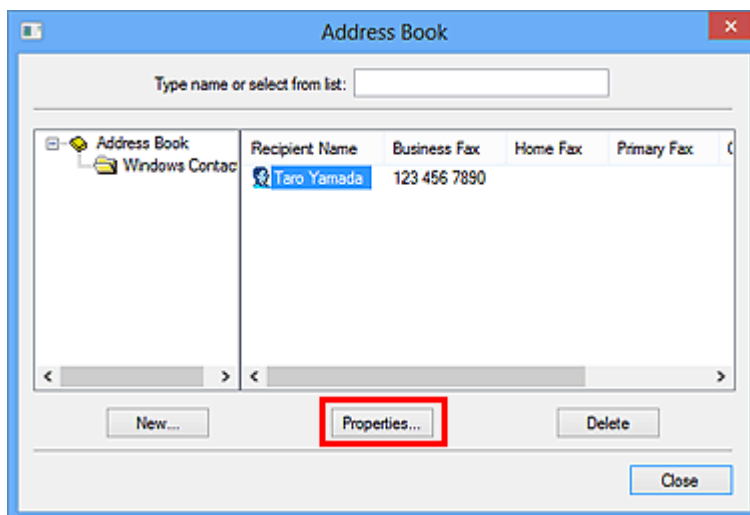 Address Book
Type name or select from list:
Address Book
Windows Contac
Recipient Name Business Fax Home Fax Primary Fax
Taro Yamada 123 456 7890
New... Properties... Delete
Close